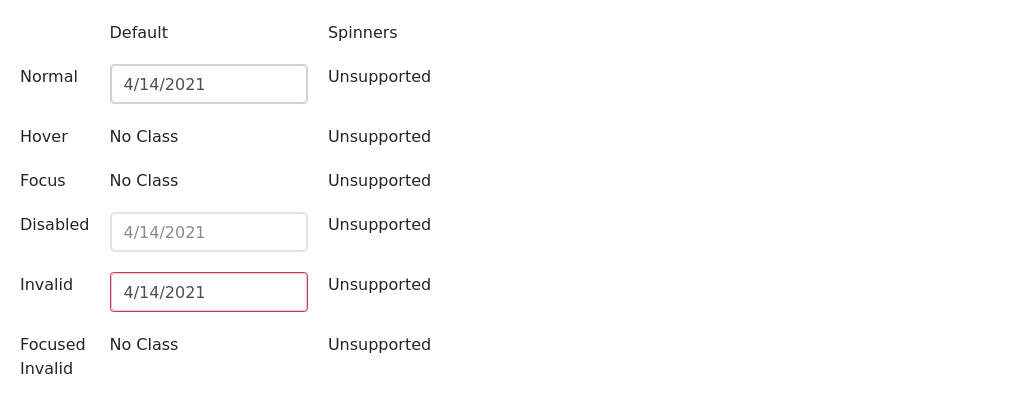 Default Spinners
Normal 4/14/2021 Unsupported
Hover No Class Unsupported
Focus No Class Unsupported
Disabled 4/14/2021 Unsupported
Invalid 4/14/2021 Unsupported
Focused No Class Unsupported
Invalid